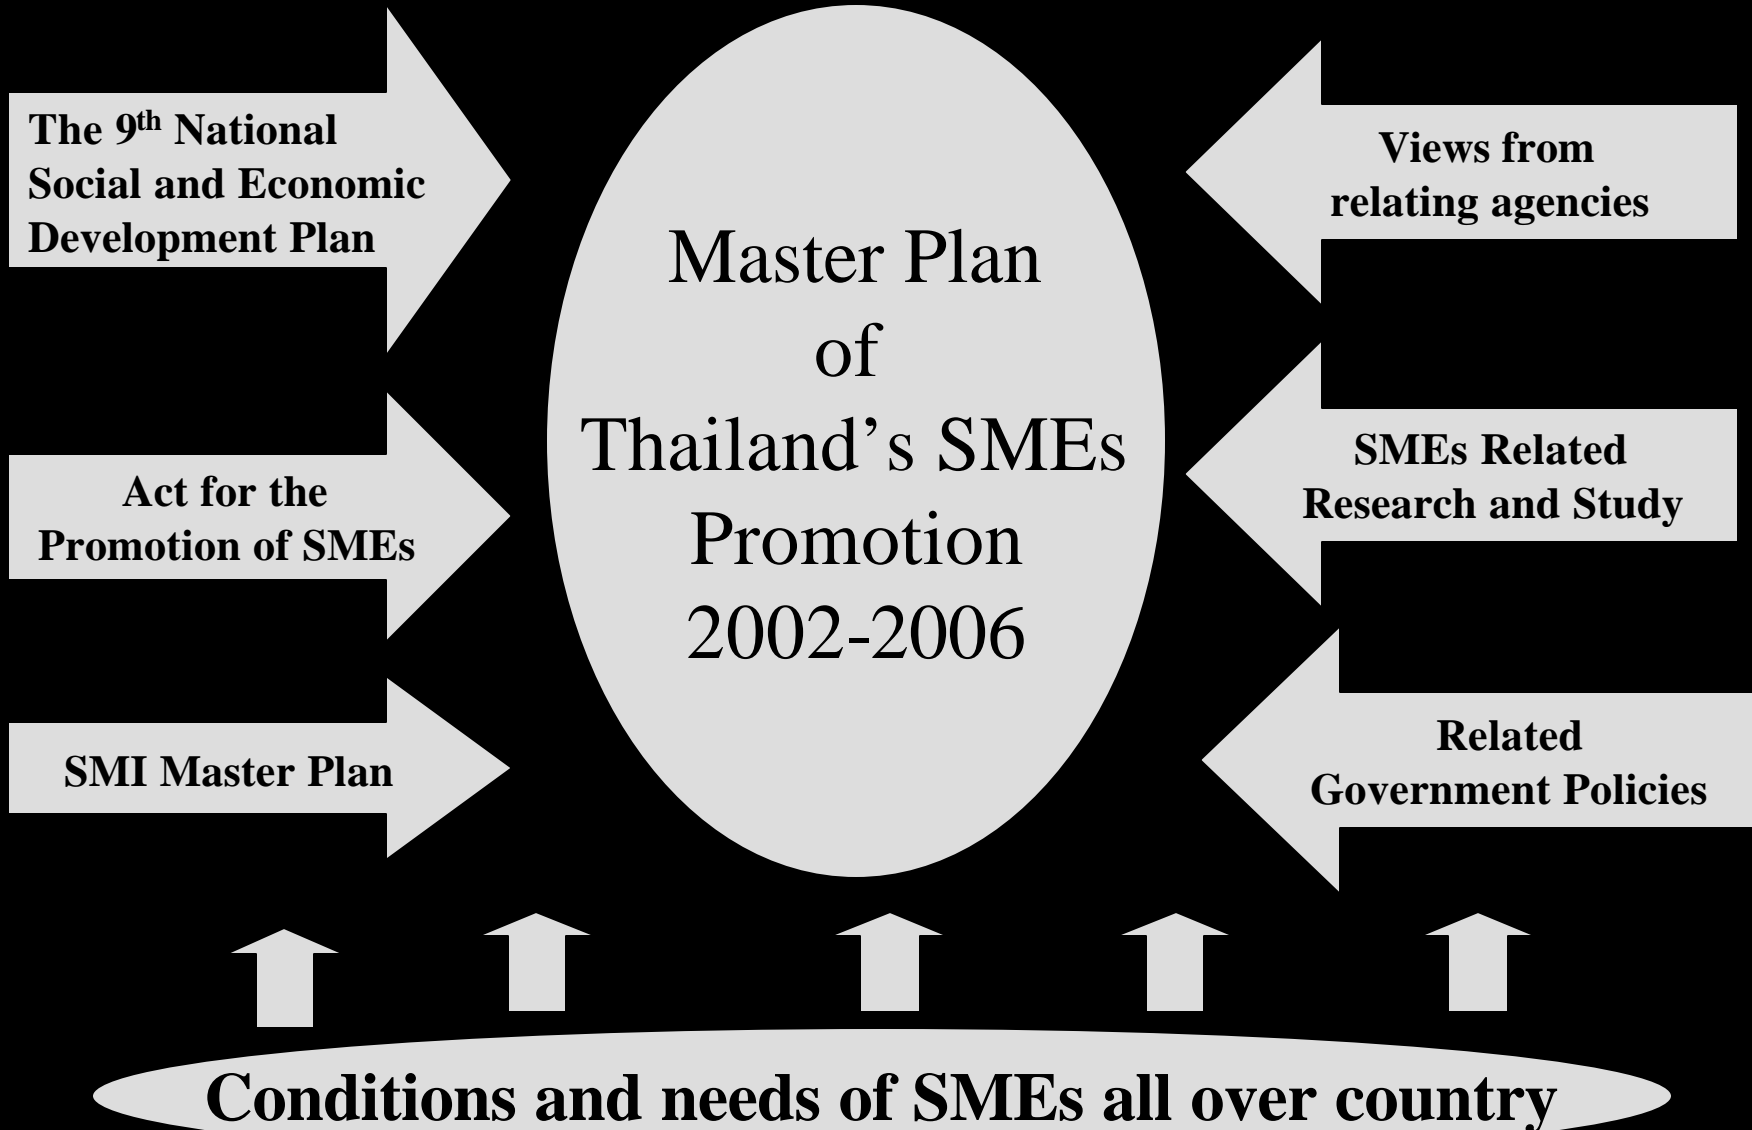 The 9th National
Social and Economic
Development Plan
Act for the
Promotion of SMEs
SMI Master Plan
Master Plan
of
Thailand’s SMEs
Promotion
2002-2006
Views from
relating agencies
SMEs Related
Research and Study
Related
Government Policies
Conditions and needs of SMEs all over country